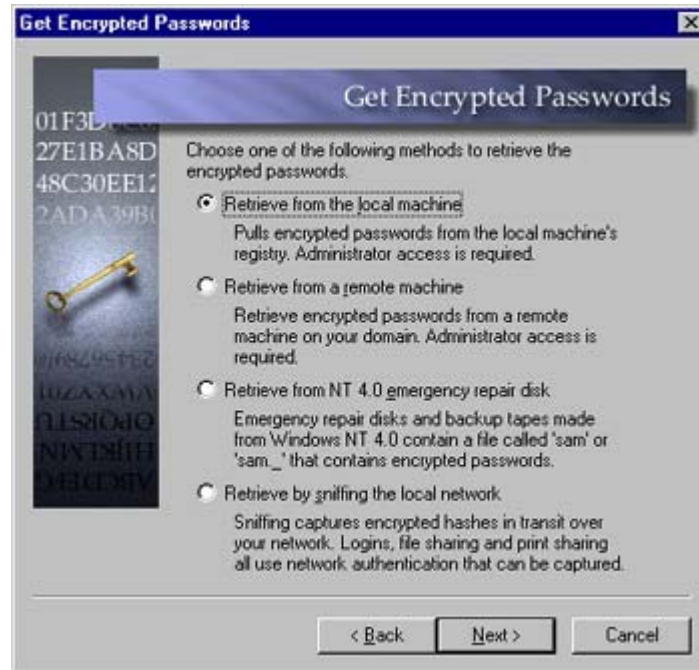 Get Encrypted Passwords
Get Encrypted Passwords
27E1BA8D
48C30EE12
2ADA39B
Choose one of the following methods to retrieve the
encrypted passwords.
Retrieve from the local machine
Pulls encrypted passwords from the local machine's
registry. Administrator access is required.
Retrieve from a remote machine
Retrieve encrypted passwords from a remote
machine on your domain. Administrator access is
required.
Retrieve from NT 4.0 emergency repair disk
Emergency repair disks and backup tapes made
from Windows NT 4.0 contain a file called 'sam' or
'sam._' that contains encrypted passwords.
Retrieve by sniffing the local network
Sniffing captures encrypted hashes in transit over
your network. Logins, file sharing and print sharing
all use network authentication that can be captured.
< Back
Next >
Cancel